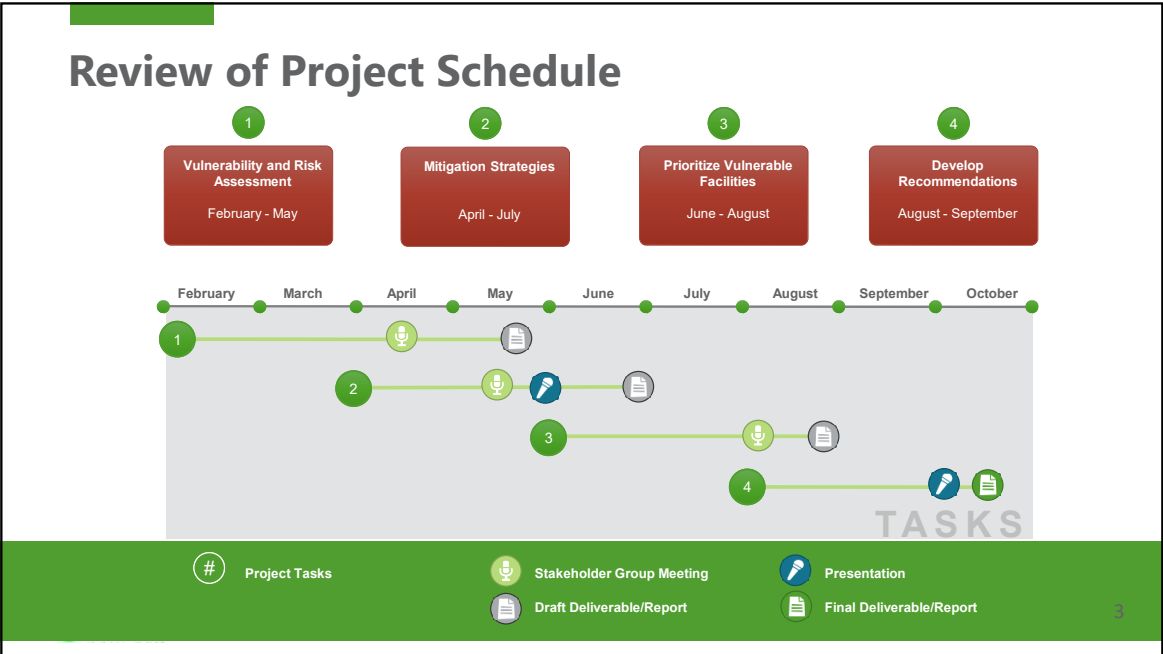 Review of Project Schedule
1
2
3
4
Vulnerability and Risk
Assessment
February - May
Mitigation Strategies
April - July
Prioritize Vulnerable
Facilities
June - August
Develop
Recommendations
August - September
February March April May June July August September October
1
2
3
4
TASKS
# Project Tasks
Stakeholder Group Meeting
Presentation
Draft Deliverable/Report
Final Deliverable/Report
3